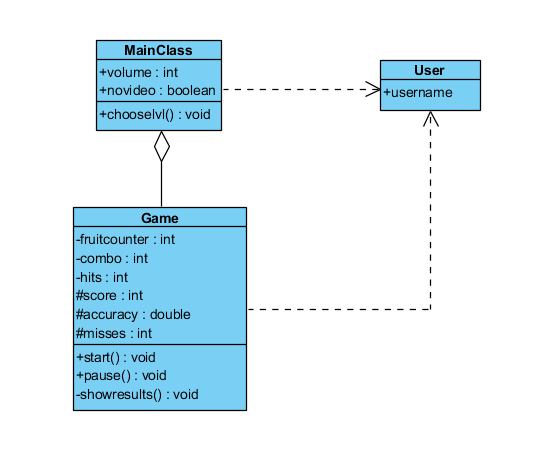 MainClass
+volume : int
+novideo : boolean
+chooselvl() : void
User
+username
Game
-fruitcounter : int
-combo : int
-hits : int
#score : int
#accuracy : double
#misses : int
+start() : void
+pause() : void
-showresults() : void